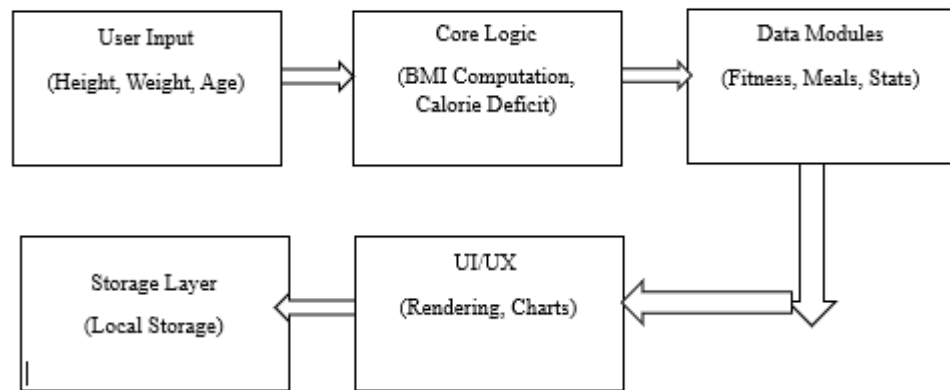 User Input
(Height, Weight, Age)
Core Logic
(BMI Computation,
Calorie Deficit)
Data Modules
(Fitness, Meals, Stats)
Storage Layer
(Local Storage)
UI/UX
(Rendering, Charts)